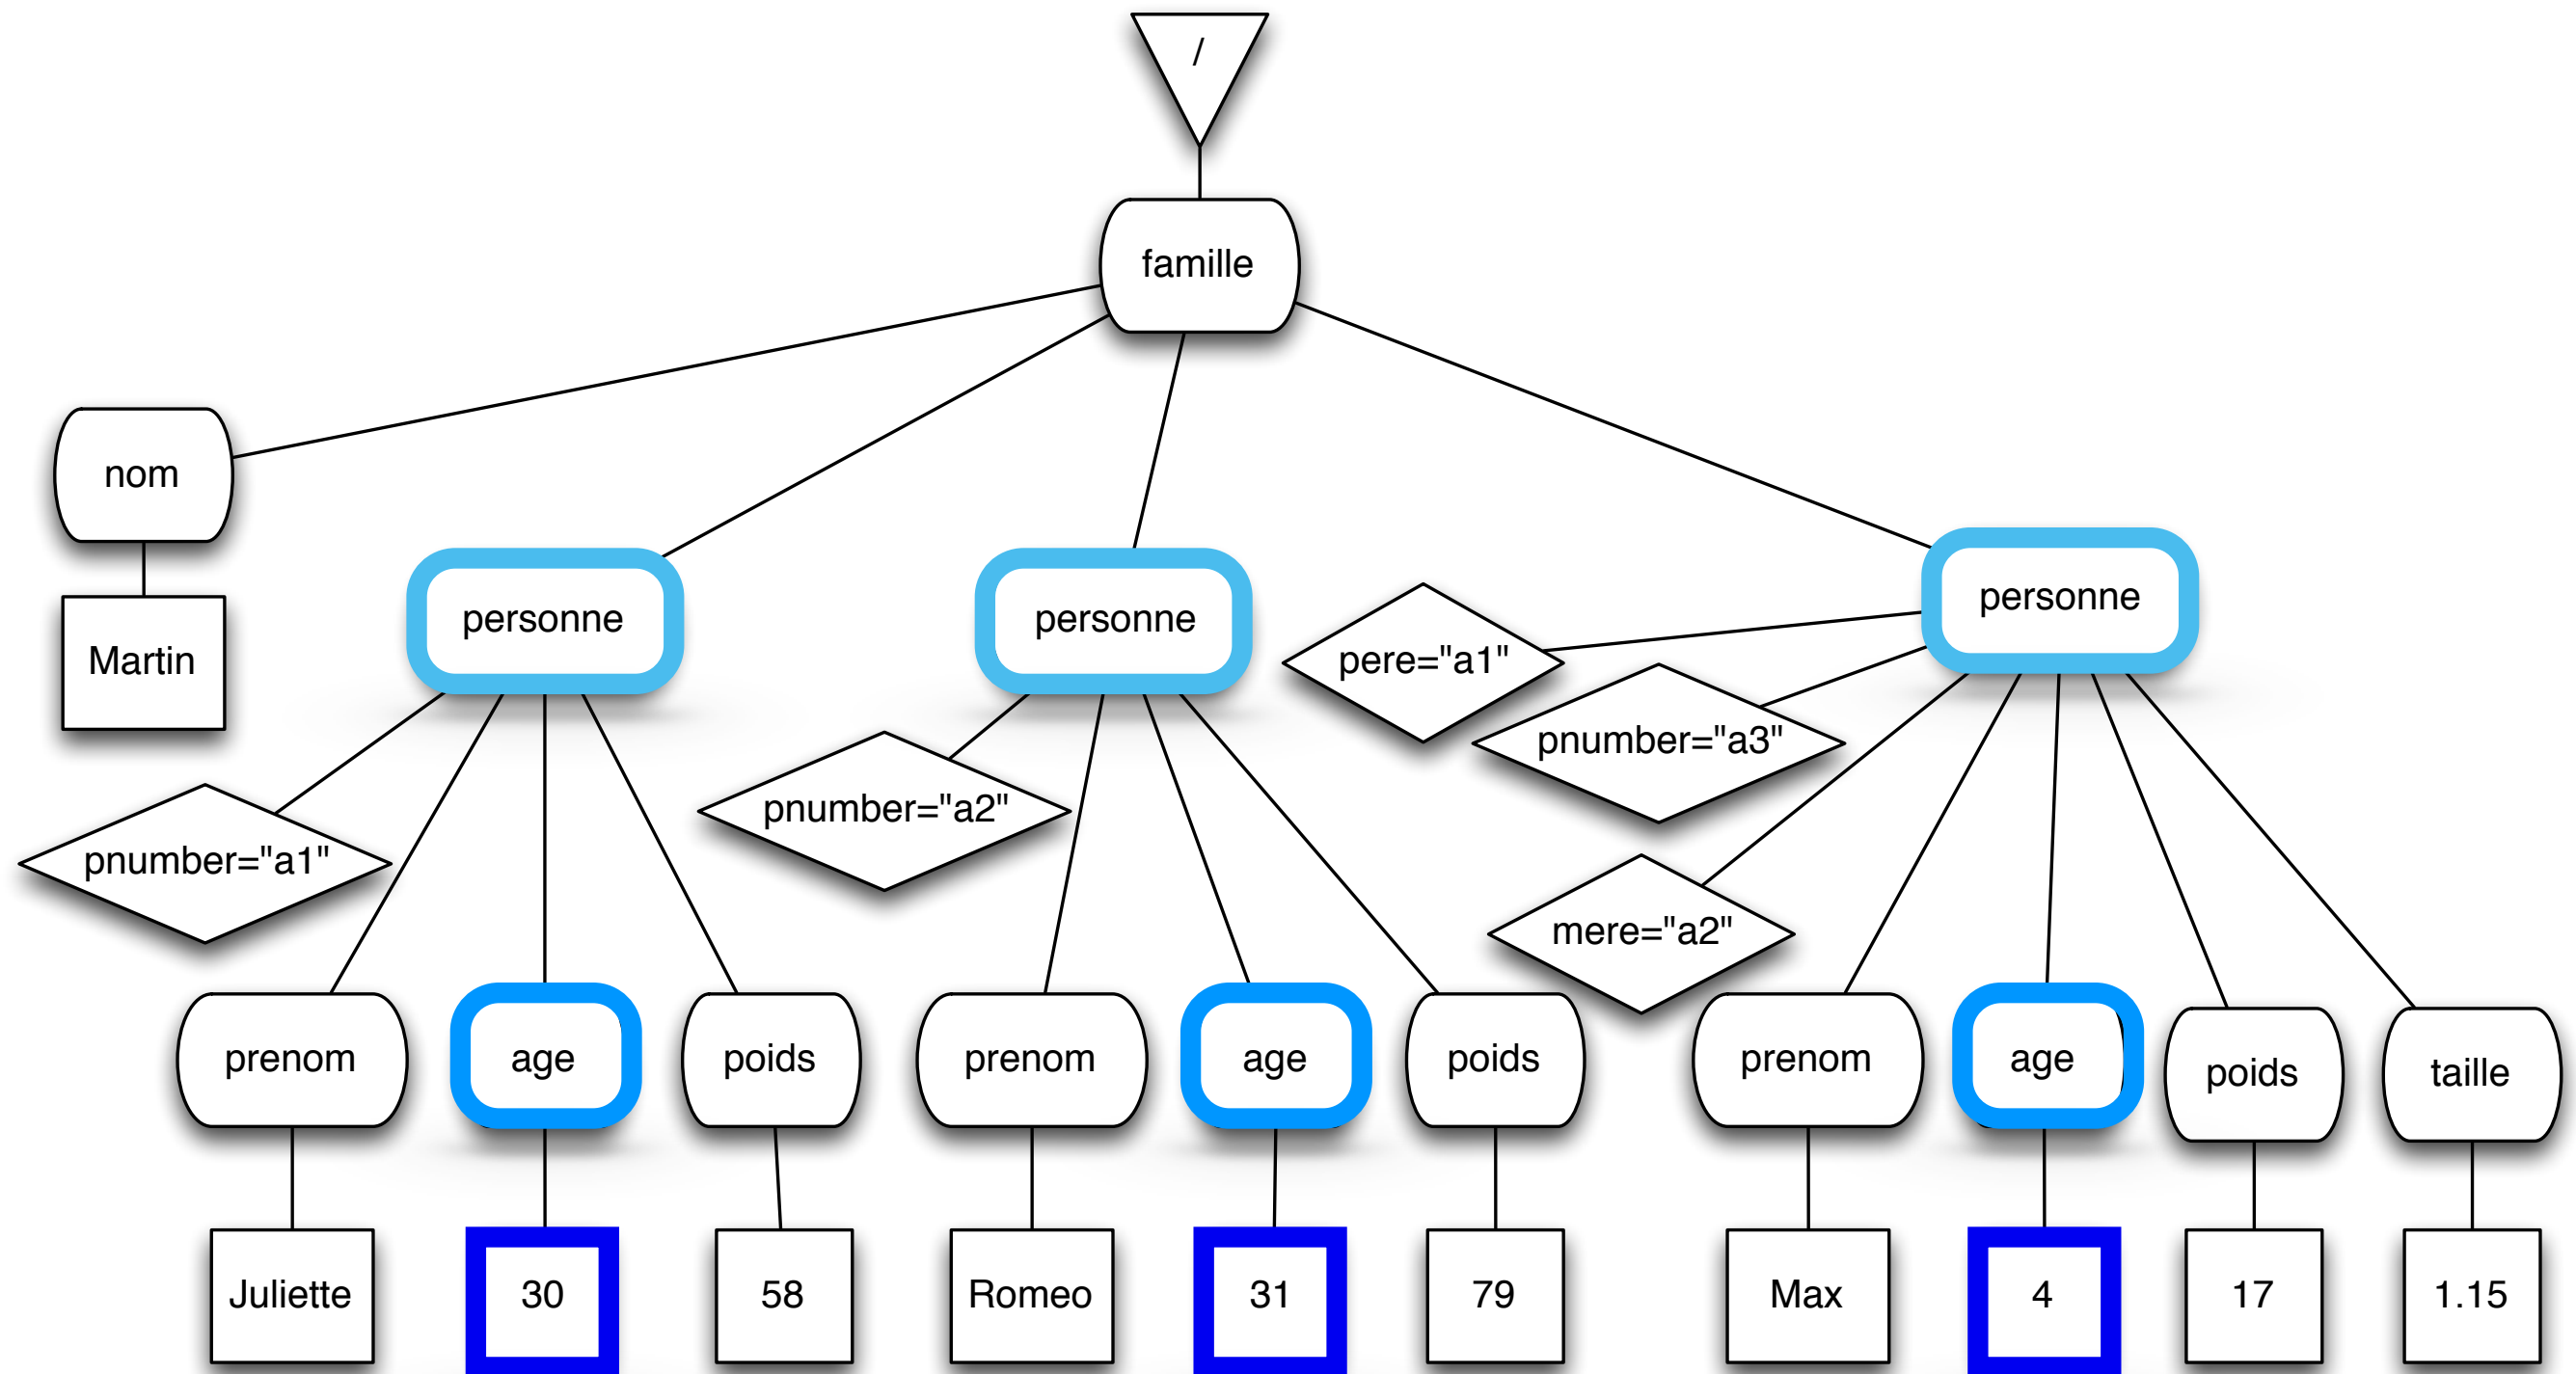 /
famille
nom
Martin
personne
personne
personne
pere="a1"
pnumber="a3"
pnumber="a2"
pnumber="a1"
mere="a2"
prenom
age
poids
prenom
age
poids
prenom
age
poids
taille
Juliette
30
58
Romeo
31
79
Max
4
17
1.15